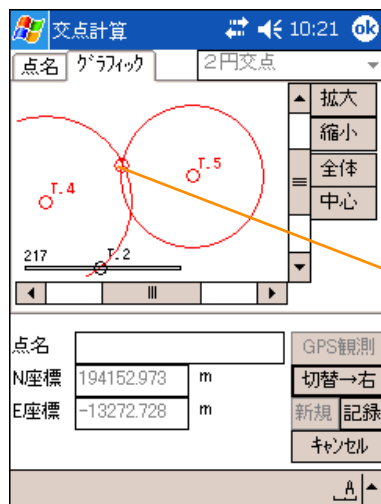 交点計算 10:21 ok
点名 ｸﾞﾗﾌｨｯｸ 2円交点
拡大
縮小
全体
中心
T.5
T.4
217 T.2
点名 GPS観測
N座標 194152.973 m 切替→右
E座標 -13272.728 m 新規 記録
ｷｬﾝｾﾙ
A